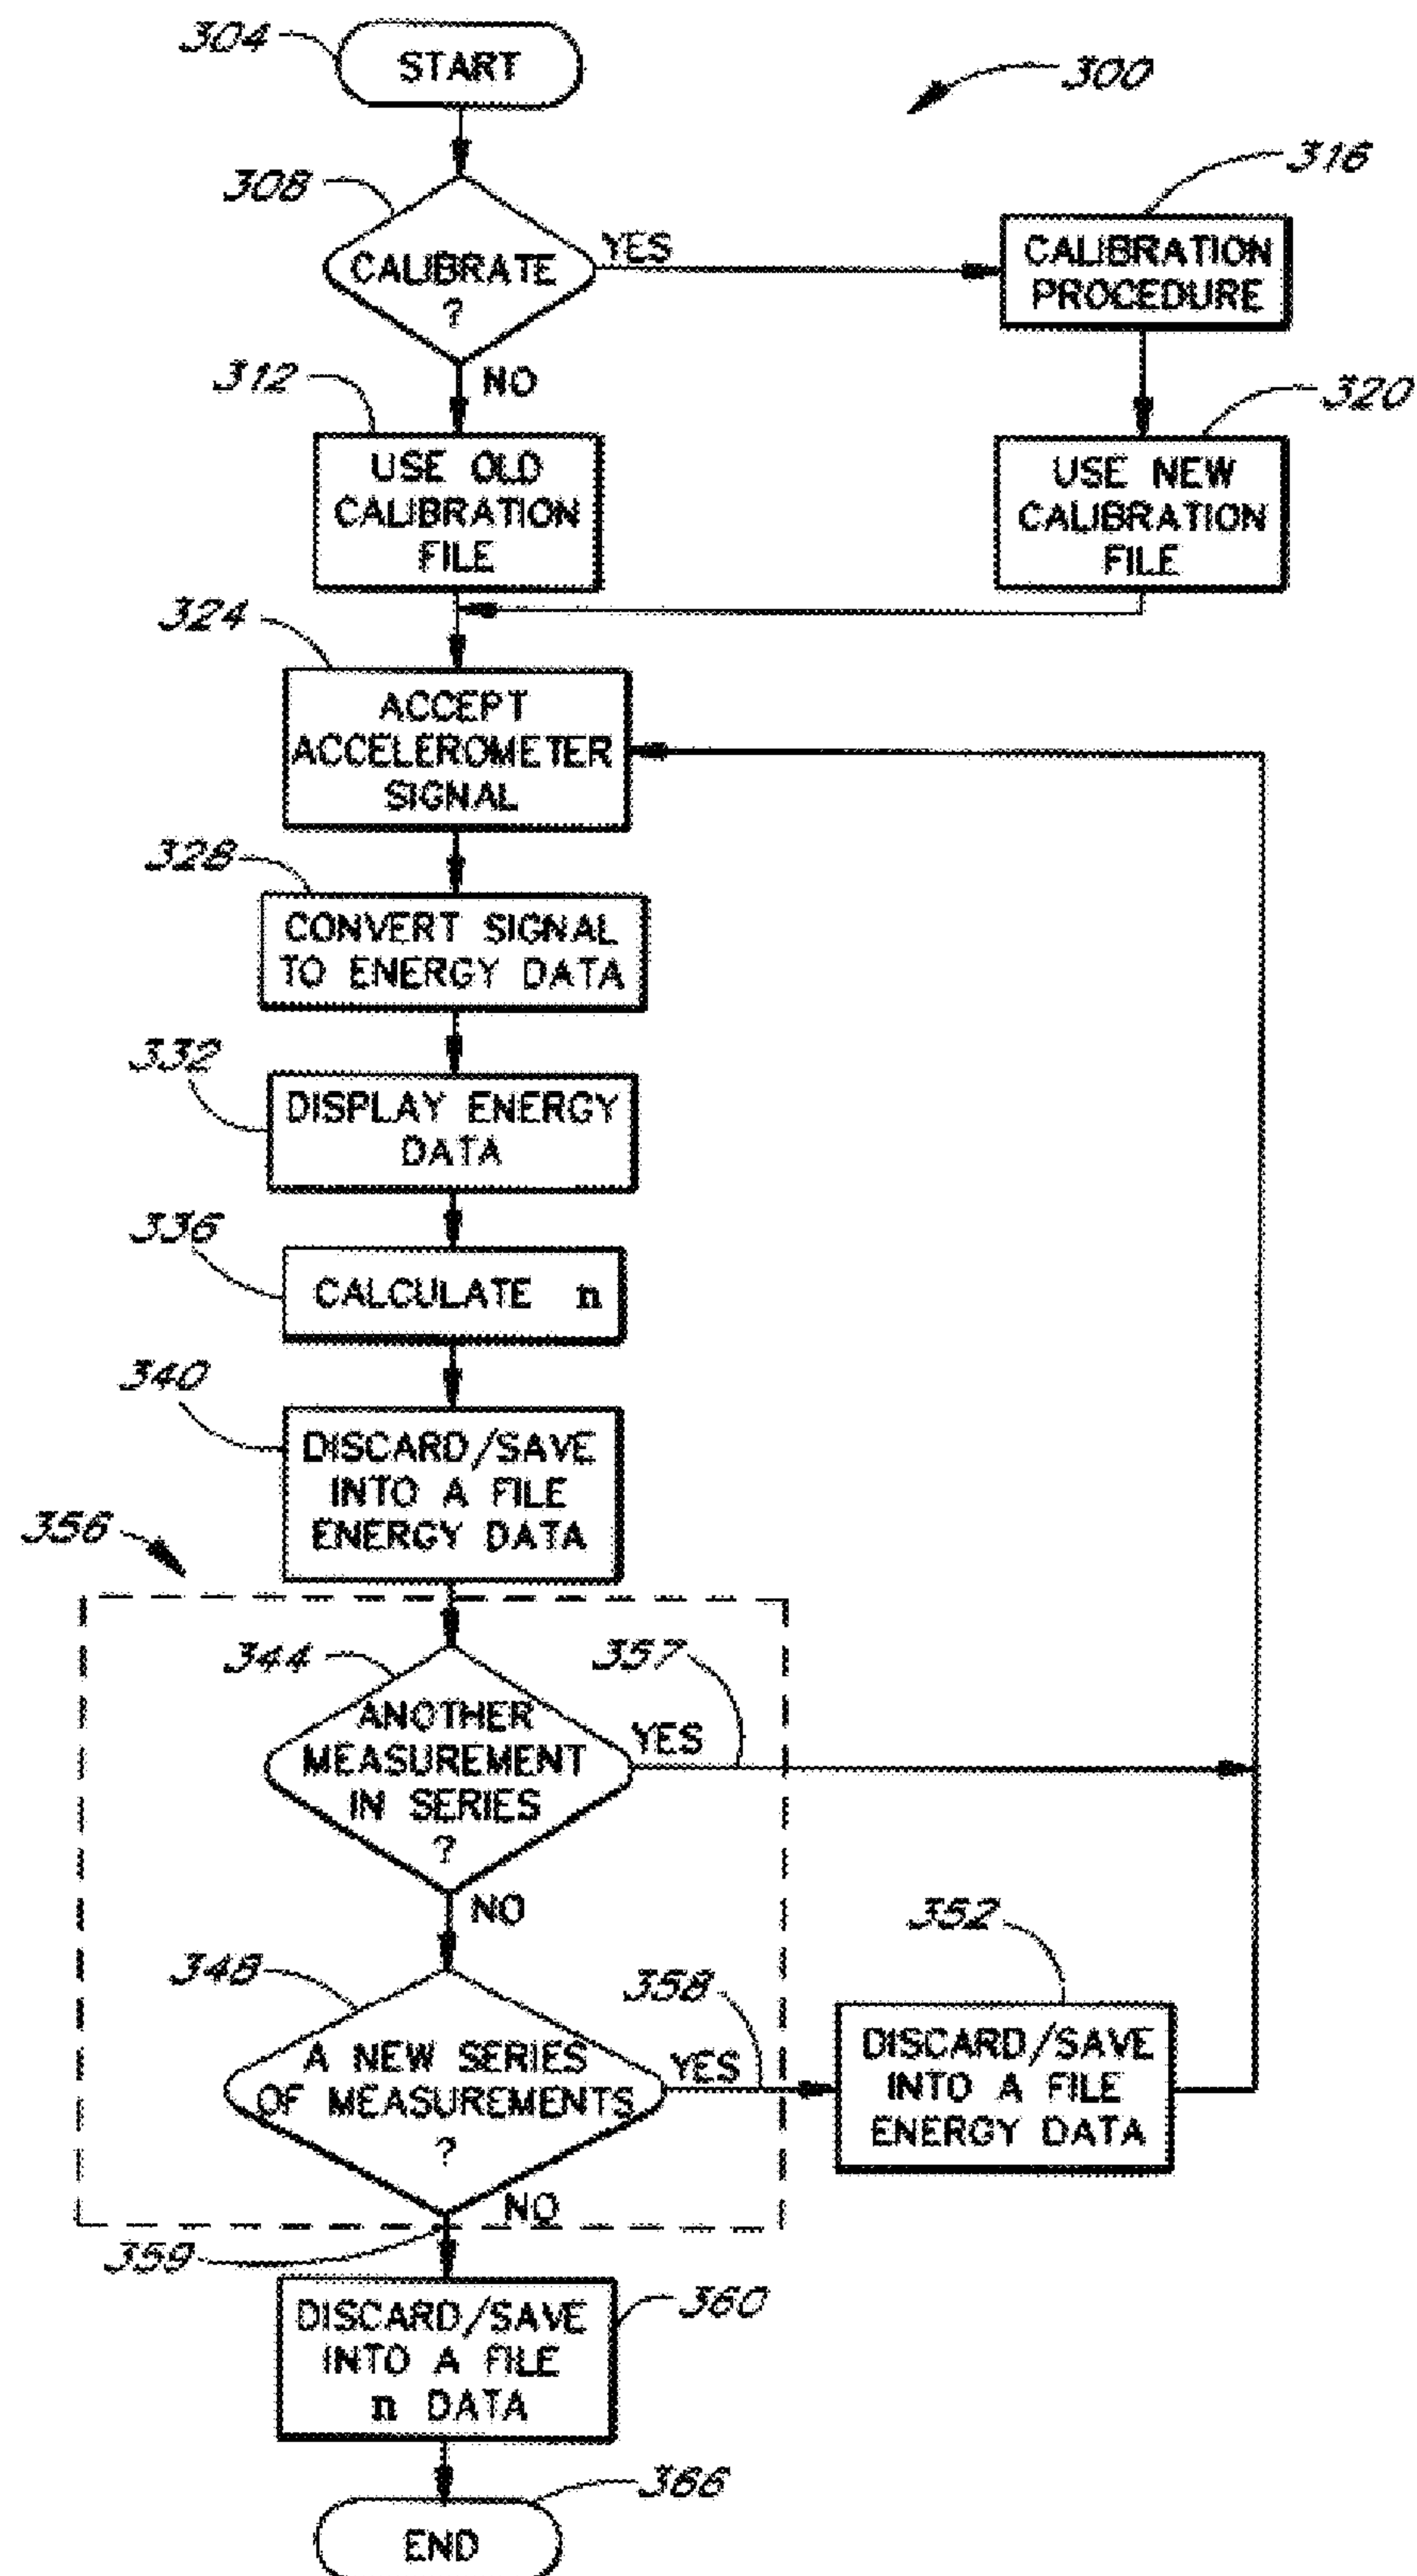 304
START
300
308
CALIBRATE
?
YES
316
CALIBRATION
PROCEDURE
NO
312
USE OLD
CALIBRATION
FILE
320
USE NEW
CALIBRATION
FILE
324
ACCEPT
ACCELEROMETER
SIGNAL
328
CONVERT SIGNAL
TO ENERGY DATA
332
DISPLAY ENERGY
DATA
336
CALCULATE n
340
DISCARD/SAVE
INTO A FILE
ENERGY DATA
356
344
ANOTHER
MEASUREMENT
IN SERIES
?
YES
357
NO
348
A NEW SERIES
OF MEASUREMENTS
?
YES
358
352
DISCARD/SAVE
INTO A FILE
ENERGY DATA
NO
359
360
DISCARD/SAVE
INTO A FILE
n DATA
366
END